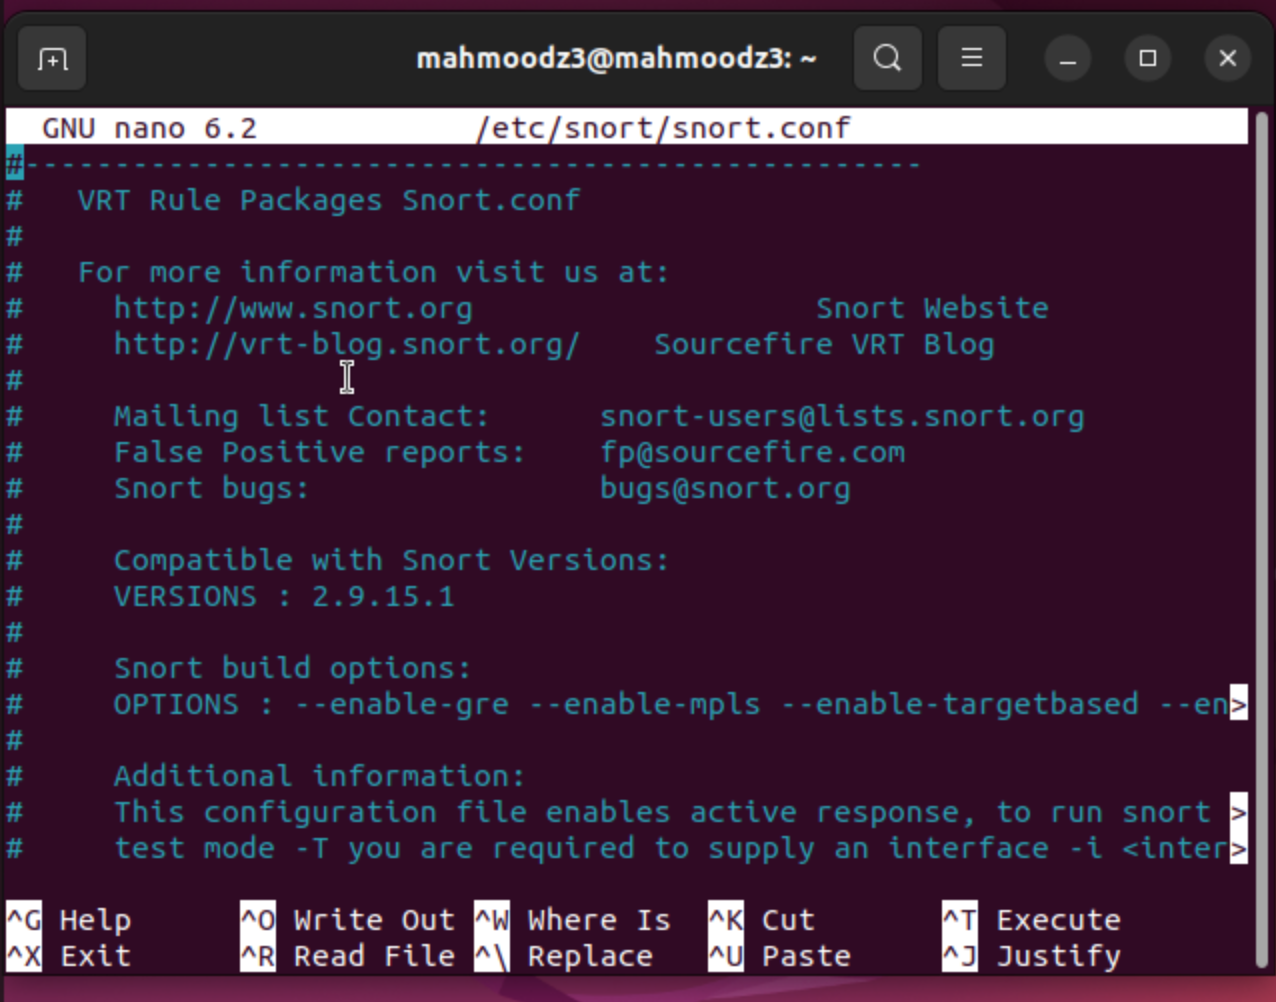 mahmoodz3@mahmoodz3: ~
GNU nano 6.2 /etc/snort/snort.conf
#--------------------------------------------------
#   VRT Rule Packages Snort.conf
#
#   For more information visit us at:
#     http://www.snort.org                   Snort Website
#     http://vrt-blog.snort.org/    Sourcefire VRT Blog
#
#     Mailing list Contact:      snort-users@lists.snort.org
#     False Positive reports:    fp@sourcefire.com
#     Snort bugs:                bugs@snort.org
#
#     Compatible with Snort Versions:
#     VERSIONS : 2.9.15.1
#
#     Snort build options:
#     OPTIONS : --enable-gre --enable-mpls --enable-targetbased --en>
#
#     Additional information:
#     This configuration file enables active response, to run snort >
#     test mode -T you are required to supply an interface -i <inter>
^G Help ^O Write Out ^W Where Is ^K Cut ^T Execute
^X Exit ^R Read File ^\ Replace ^U Paste ^J Justify